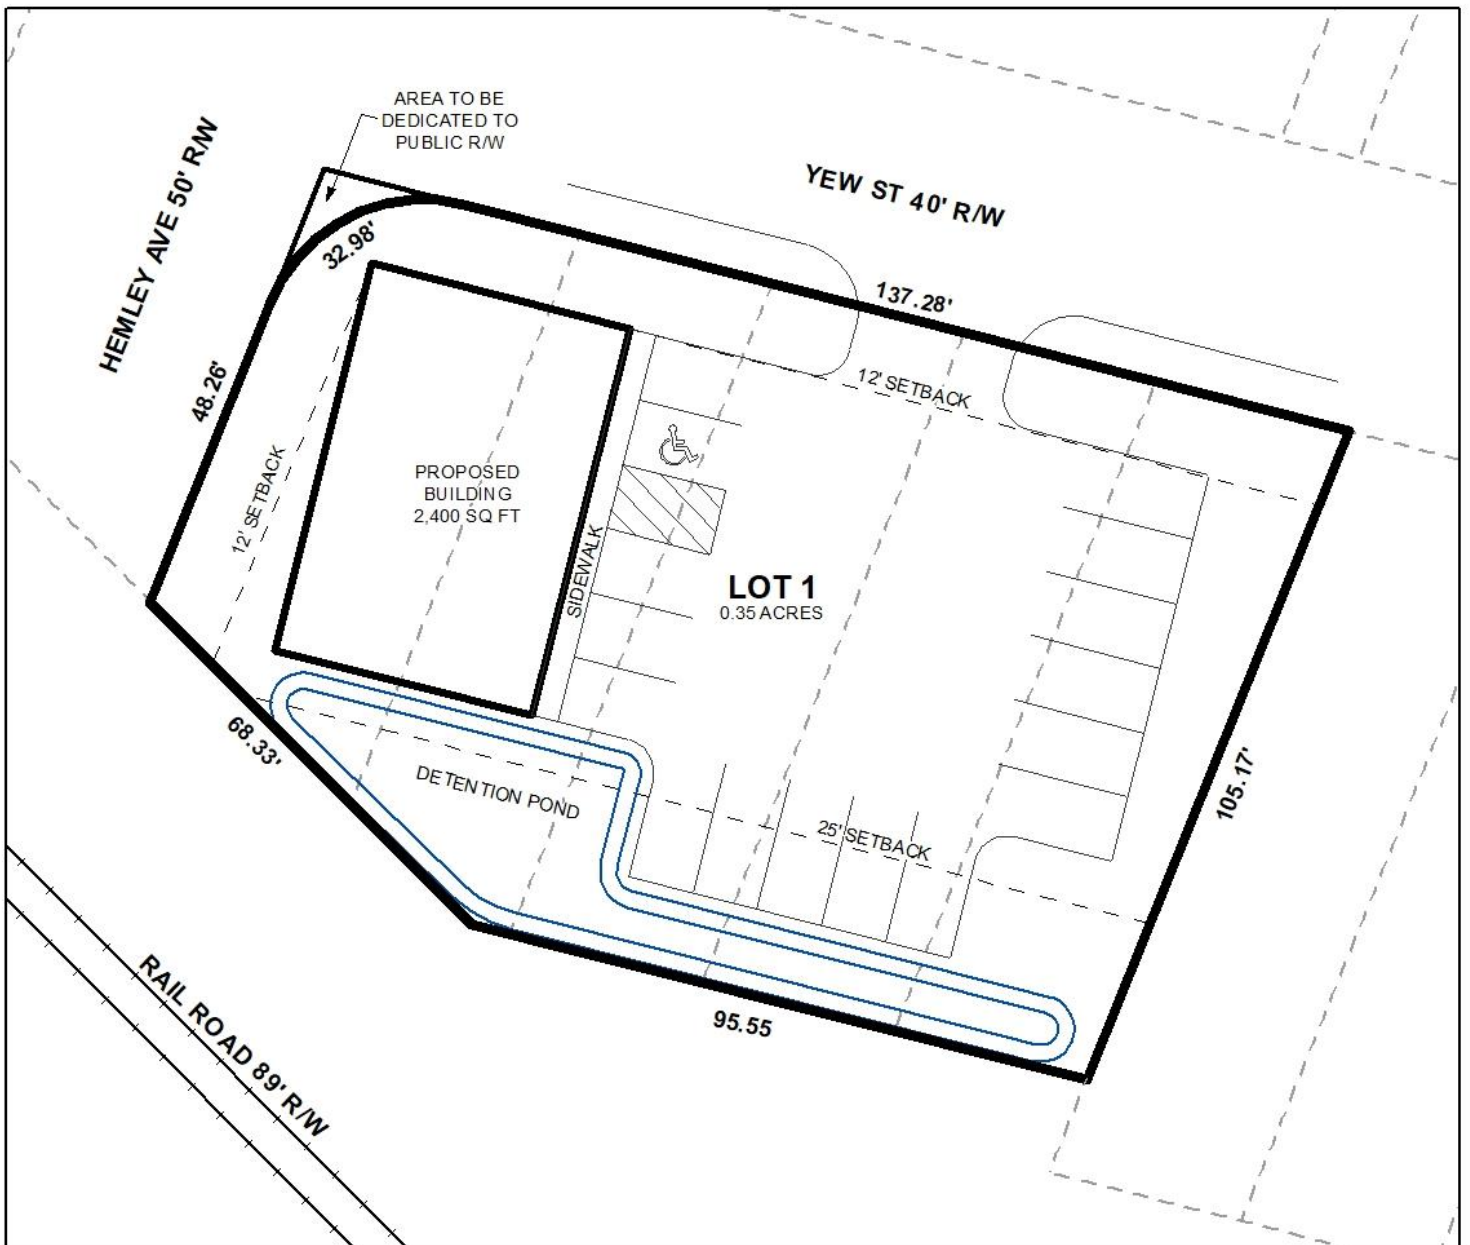 AREA TO BE
DEDICATED TO
PUBLIC R/W
HEMLEY AVE 50' R/W
YEW ST 40' R/W
32.98'
137.28'
48.26'
12' SETBACK
12' SETBACK
PROPOSED
BUILDING
2,400 SQ FT
SIDEWALK
LOT 1
0.35 ACRES
68.33'
DETENTION POND
25' SETBACK
105.17'
95.55
RAIL ROAD 89' R/W